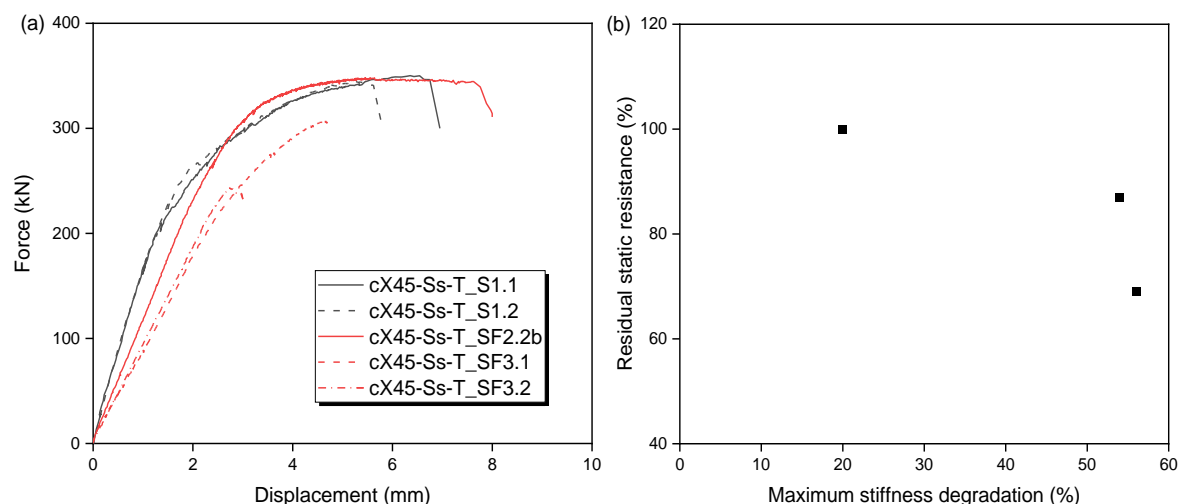 (a)
400
300
200
100
0
Force (kN)
0 2 4 6 8 10
Displacement (mm)
cX45-Ss-T_S1.1
cX45-Ss-T_S1.2
cX45-Ss-T_SF2.2b
cX45-Ss-T_SF3.1
cX45-Ss-T_SF3.2
(b)
120
100
80
60
40
Residual static resistance (%)
0 10 20 30 40 50 60
Maximum stiffness degradation (%)